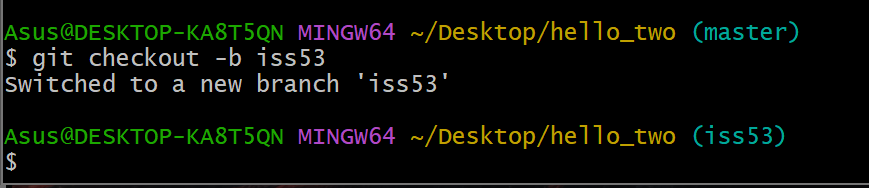 Asus@DESKTOP-KA8T5QN MINGW64 ~/Desktop/hello_two (master)
$ git checkout -b iss53
Switched to a new branch 'iss53'
Asus@DESKTOP-KA8T5QN MINGW64 ~/Desktop/hello_two (iss53)
$